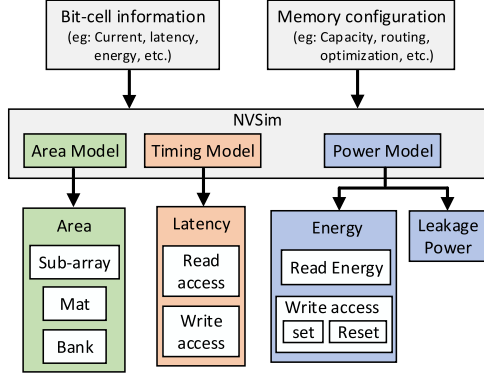 Bit-cell information
(eg: Current, latency,
energy, etc.)
Memory configuration
(eg: Capacity, routing,
optimization, etc.)
NVSim
Area Model
Timing Model
Power Model
Area
Sub-array
Mat
Bank
Latency
Read
access
Write
access
Energy
Read Energy
Write access
set
Reset
Leakage
Power